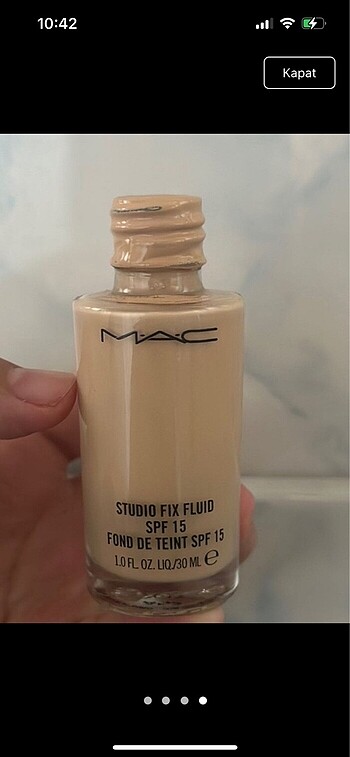 10:42
Kapat
MAC
STUDIO FIX FLUID
SPF 15
FOND DE TEINT SPF 15
1.0 FL. OZ. LIQ./30 ML e